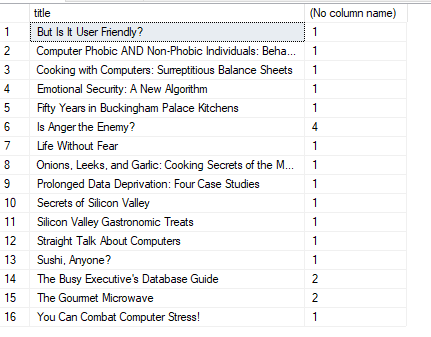 title (No column name)
1 But Is It User Friendly? 1
2 Computer Phobic AND Non-Phobic Individuals: Beha... 1
3 Cooking with Computers: Surreptitious Balance Sheets 1
4 Emotional Security: A New Algorithm 1
5 Fifty Years in Buckingham Palace Kitchens 1
6 Is Anger the Enemy? 4
7 Life Without Fear 1
8 Onions, Leeks, and Garlic: Cooking Secrets of the M... 1
9 Prolonged Data Deprivation: Four Case Studies 1
10 Secrets of Silicon Valley 1
11 Silicon Valley Gastronomic Treats 1
12 Straight Talk About Computers 1
13 Sushi, Anyone? 1
14 The Busy Executive's Database Guide 2
15 The Gourmet Microwave 2
16 You Can Combat Computer Stress! 1